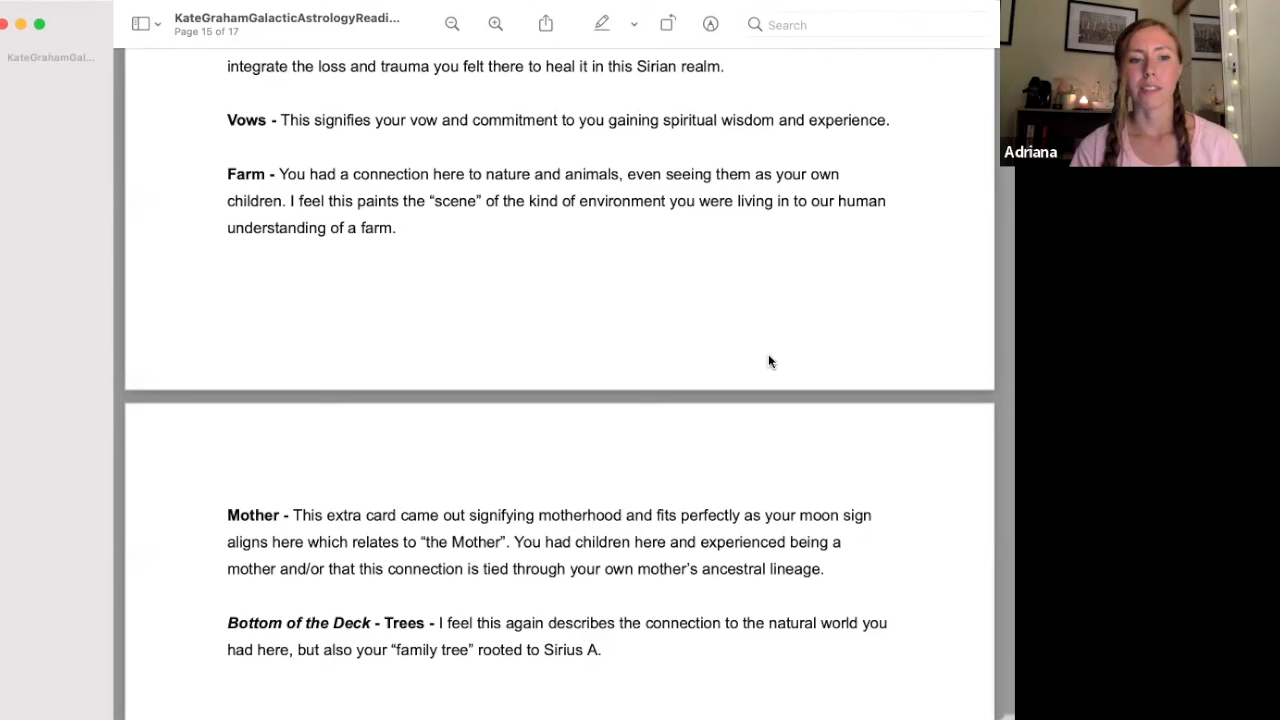 KateGrahamGalacticAstrologyReadi...
Page 15 of 17
Search
KateGrahamGal...
Adriana
integrate the loss and trauma you felt there to heal it in this Sirian realm.
Vows - This signifies your vow and commitment to you gaining spiritual wisdom and experience.
Farm - You had a connection here to nature and animals, even seeing them as your own
children. I feel this paints the “scene” of the kind of environment you were living in to our human
understanding of a farm.
Mother - This extra card came out signifying motherhood and fits perfectly as your moon sign
aligns here which relates to “the Mother”. You had children here and experienced being a
mother and/or that this connection is tied through your own mother’s ancestral lineage.
Bottom of the Deck - Trees - I feel this again describes the connection to the natural world you
had here, but also your “family tree” rooted to Sirius A.